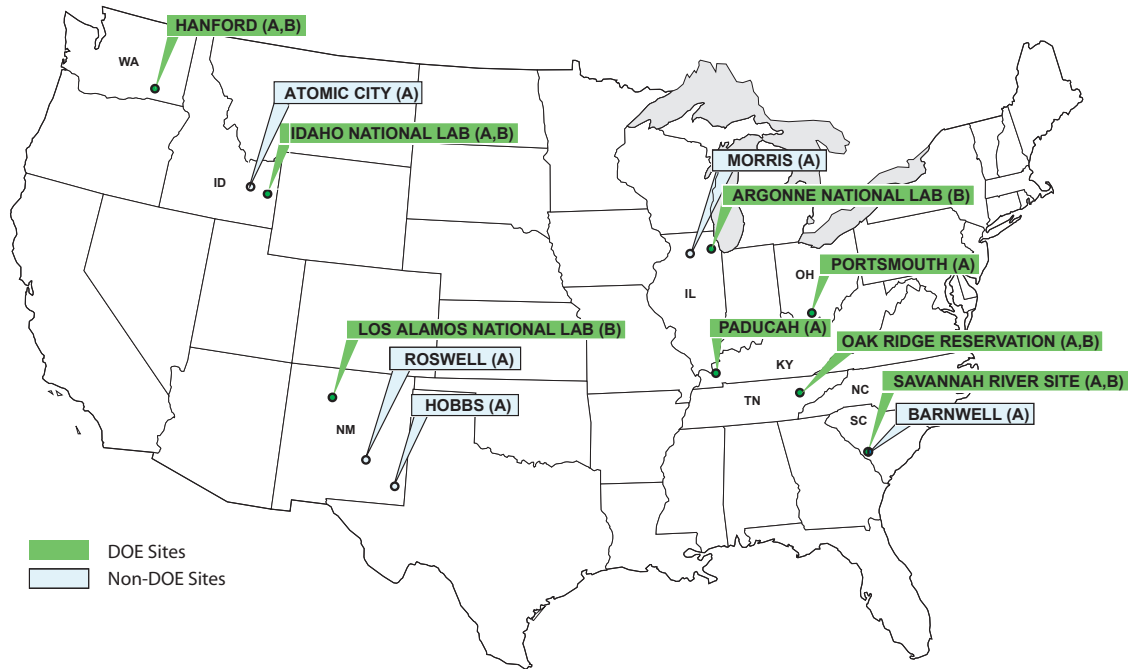 HANFORD (A,B)
WA
ATOMIC CITY (A)
IDAHO NATIONAL LAB (A,B)
ID
MORRIS (A)
ARGONNE NATIONAL LAB (B)
OH
PORTSMOUTH (A)
IL
LOS ALAMOS NATIONAL LAB (B)
PADUCAH (A)
OAK RIDGE RESERVATION (A,B)
ROSWELL (A)
KY
SAVANNAH RIVER SITE (A,B)
HOBBS (A)
TN
NC
BARNWELL (A)
SC
NM
DOE Sites
Non-DOE Sites